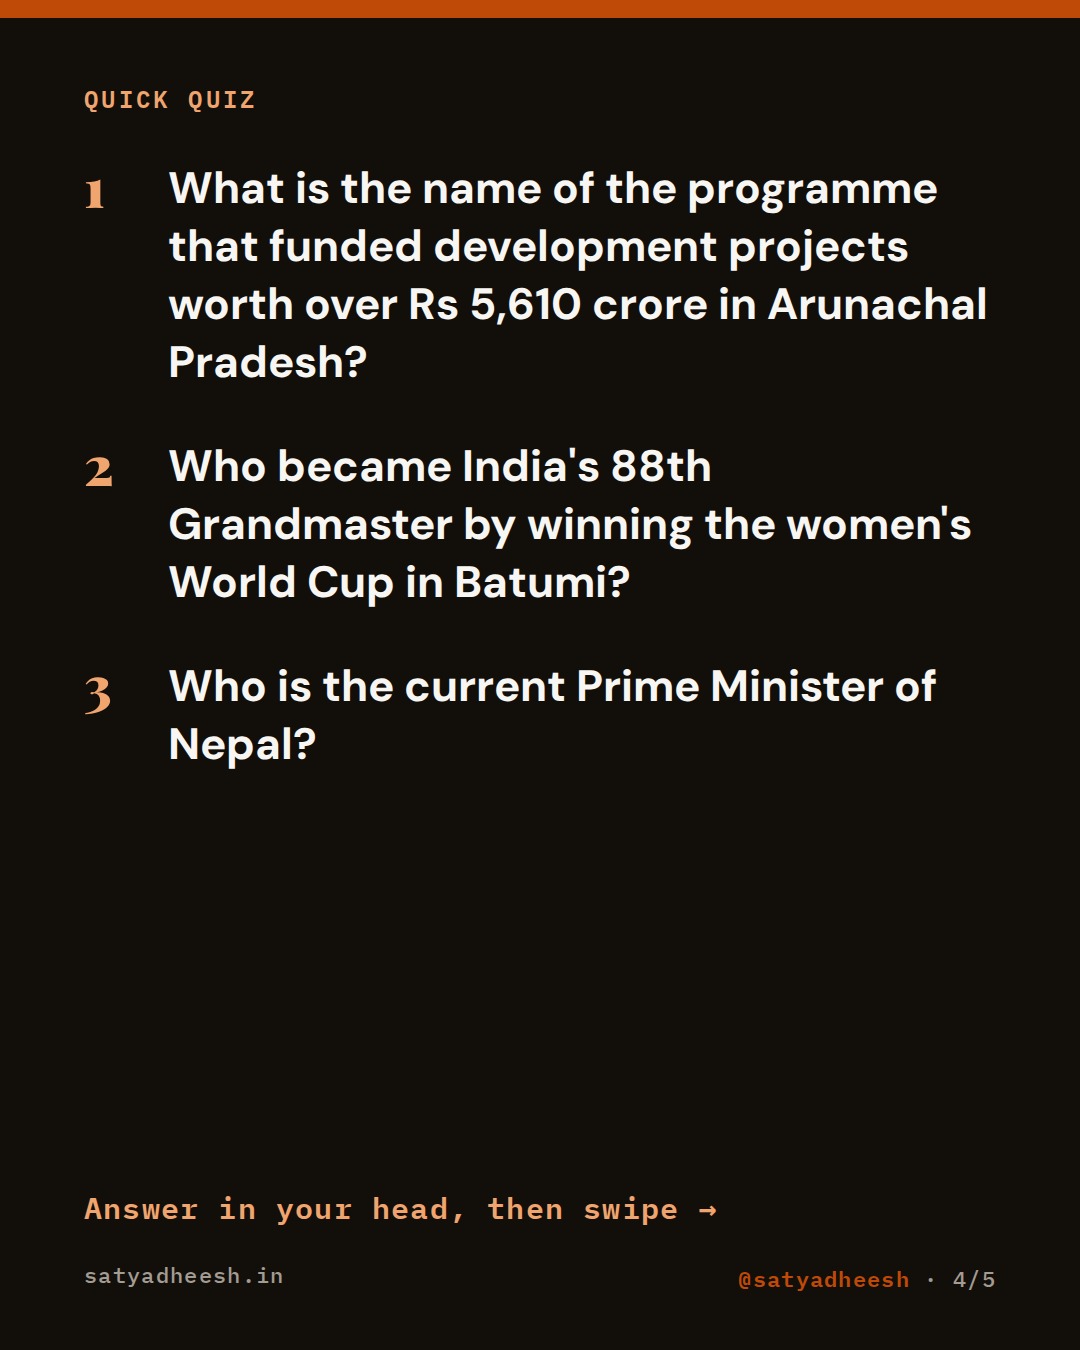 QUICK QUIZ
1 What is the name of the programme
that funded development projects
worth over Rs 5,610 crore in Arunachal
Pradesh?
2 Who became India's 88th
Grandmaster by winning the women's
World Cup in Batumi?
3 Who is the current Prime Minister of
Nepal?
Answer in your head, then swipe →
satyadheesh.in
@satyadheesh · 4/5